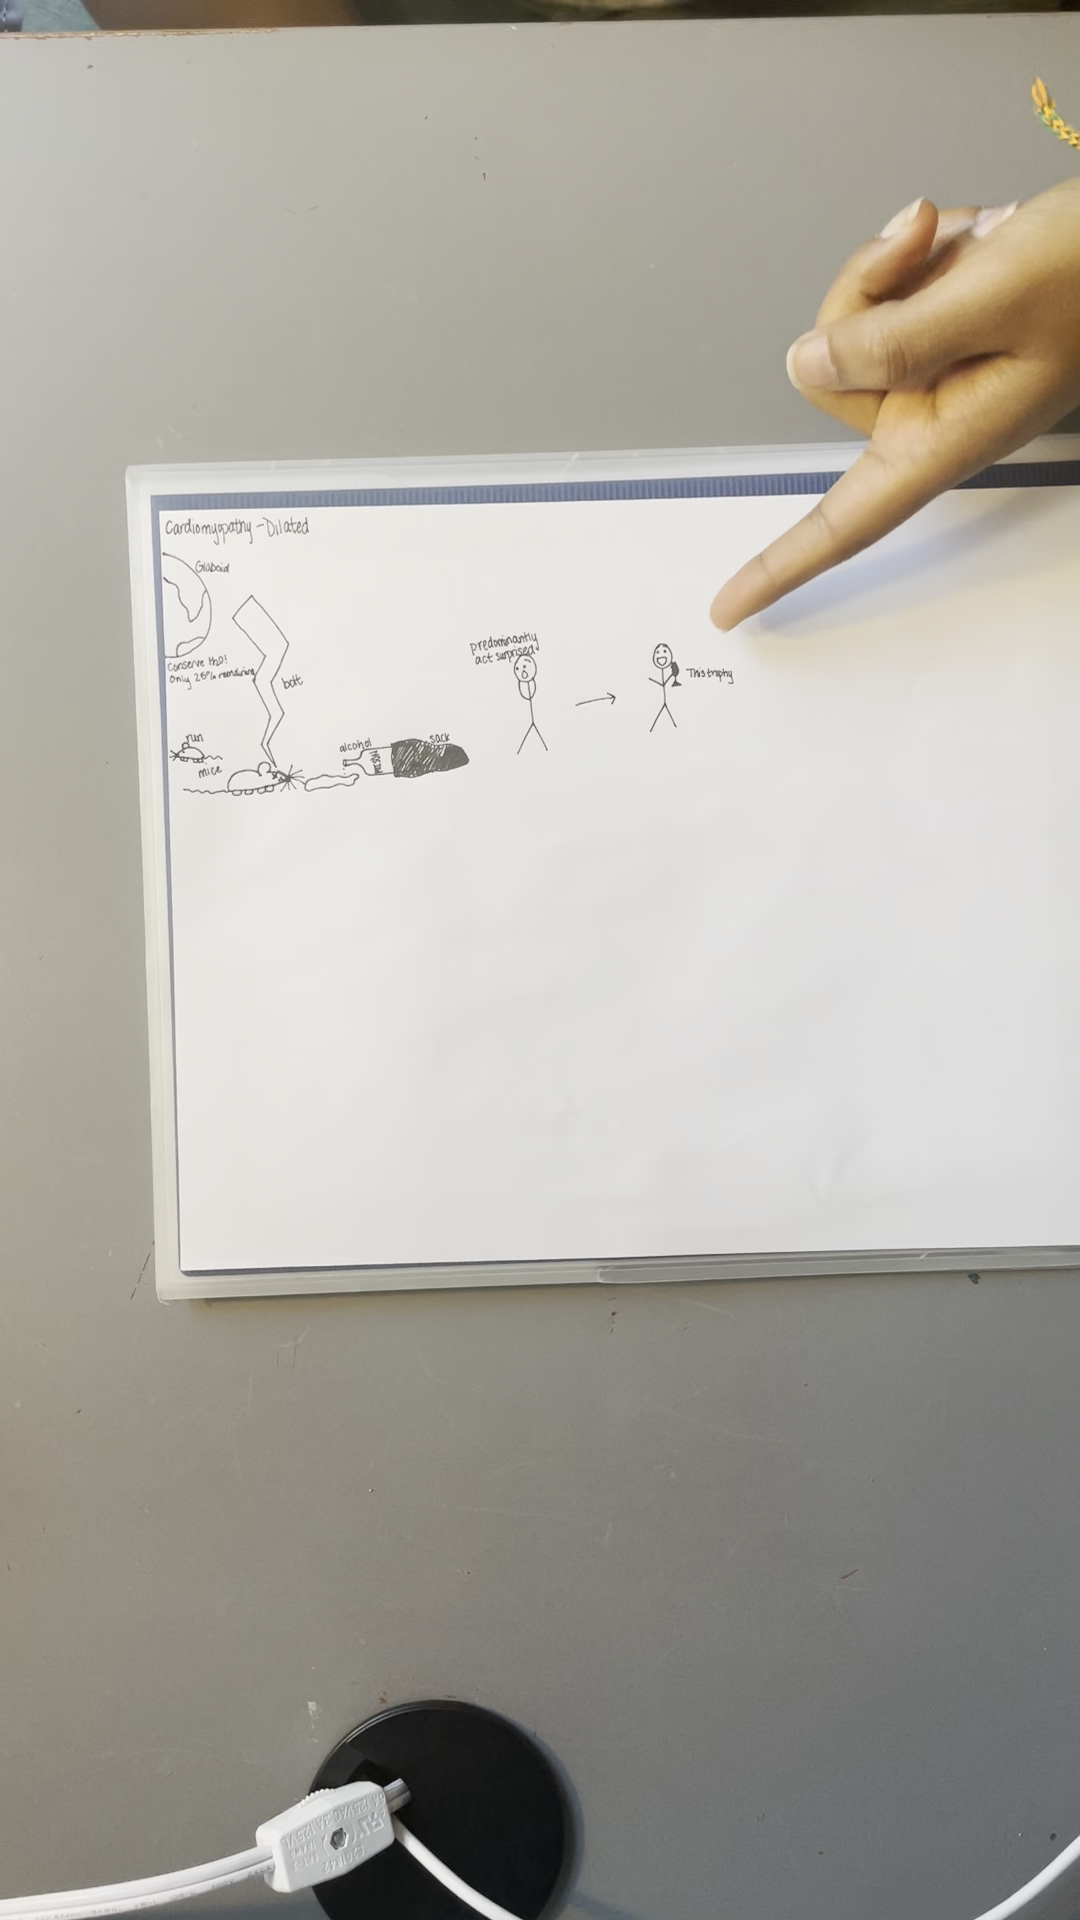 Cardiomyopathy - Dilated
Globoid
conserve H2O!
only 25% remaining
bolt
run
mice
alcohol
sack
predominantly
act surprised
This trophy